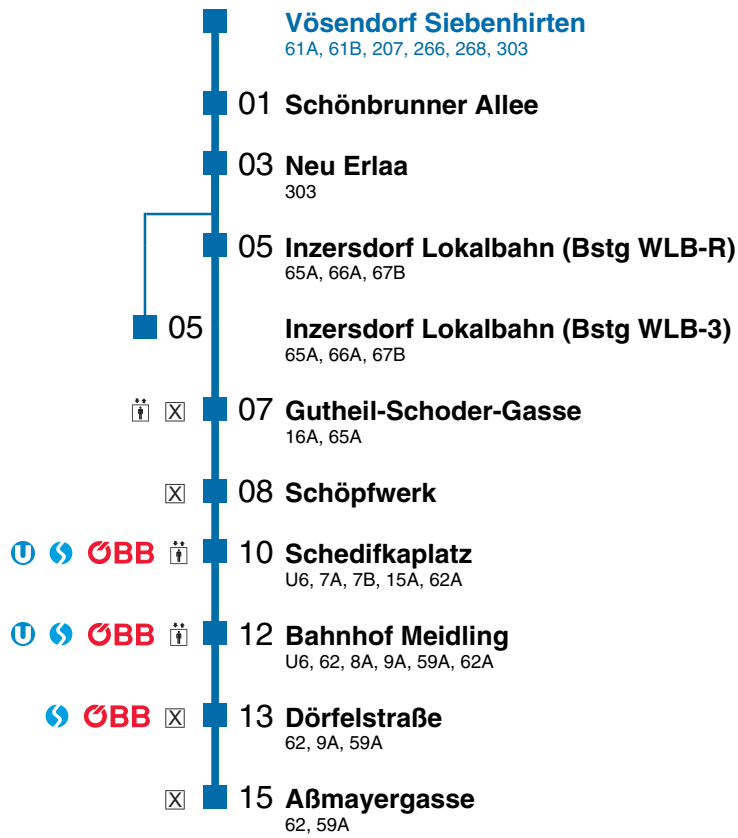 Vösendorf Siebenhirten
61A, 61B, 207, 266, 268, 303
01 Schönbrunner Allee
03 Neu Erlaa
303
05 Inzersdorf Lokalbahn (Bstg WLB-R)
65A, 66A, 67B
05 Inzersdorf Lokalbahn (Bstg WLB-3)
65A, 66A, 67B
X 07 Gutheil-Schoder-Gasse
16A, 65A
X 08 Schöpfwerk
U S ÖBB 10 Schedifkaplatz
U6, 7A, 7B, 15A, 62A
U S ÖBB 12 Bahnhof Meidling
U6, 62, 8A, 9A, 59A, 62A
S ÖBB X 13 Dörfelstraße
62, 9A, 59A
X 15 Aßmayergasse
62, 59A